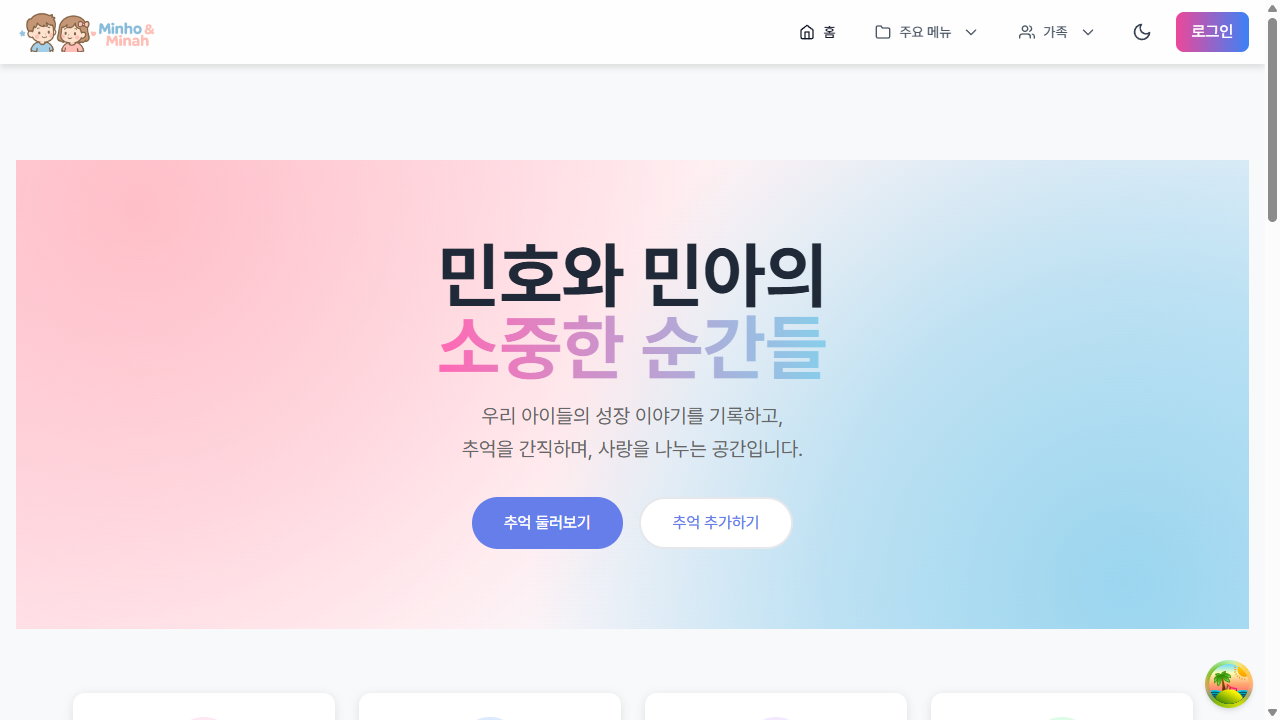 Minho &
Minah
홈
주요 메뉴
가족
로그인
민호와 민아의
소중한 순간들
우리 아이들의 성장 이야기를 기록하고,
추억을 간직하며, 사랑을 나누는 공간입니다.
추억 둘러보기
추억 추가하기